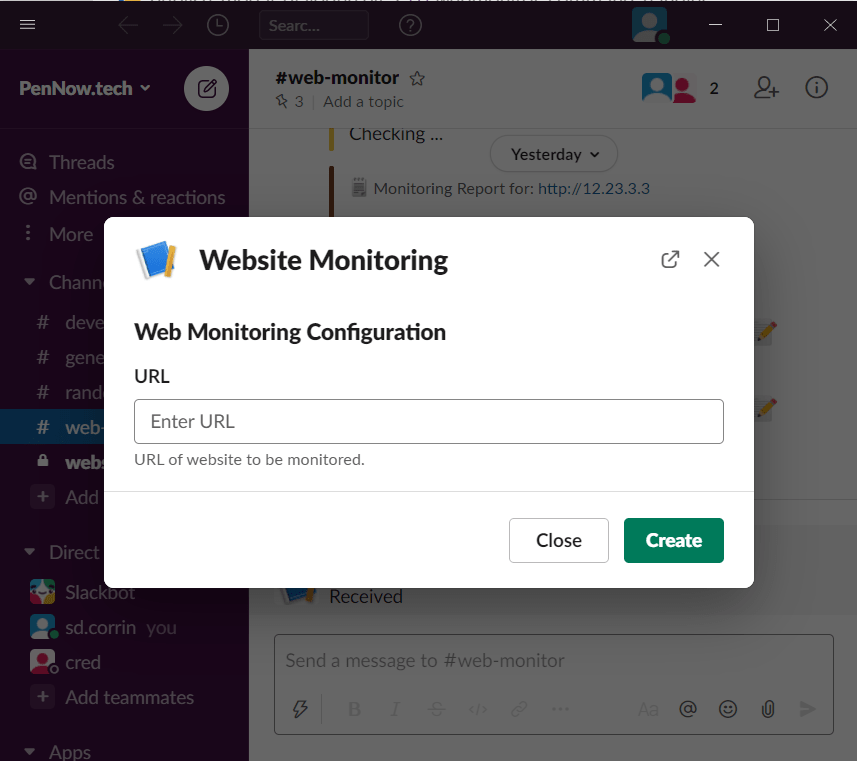 Searc...
PenNow.tech
#web-monitor
2
3 | Add a topic
Threads
Mentions & reactions
More
Checking ...
Yesterday
Monitoring Report for: http://12.23.3.3
Website Monitoring
Web Monitoring Configuration
URL
Enter URL
URL of website to be monitored.
Close
Create
Chann
# deve
# gene
# rand
# web-
webs
+ Add
Direct
Slackbot
sd.corrin you
cred
+ Add teammates
Apps
Received
Send a message to #web-monitor
B I S </> ...
Aa @